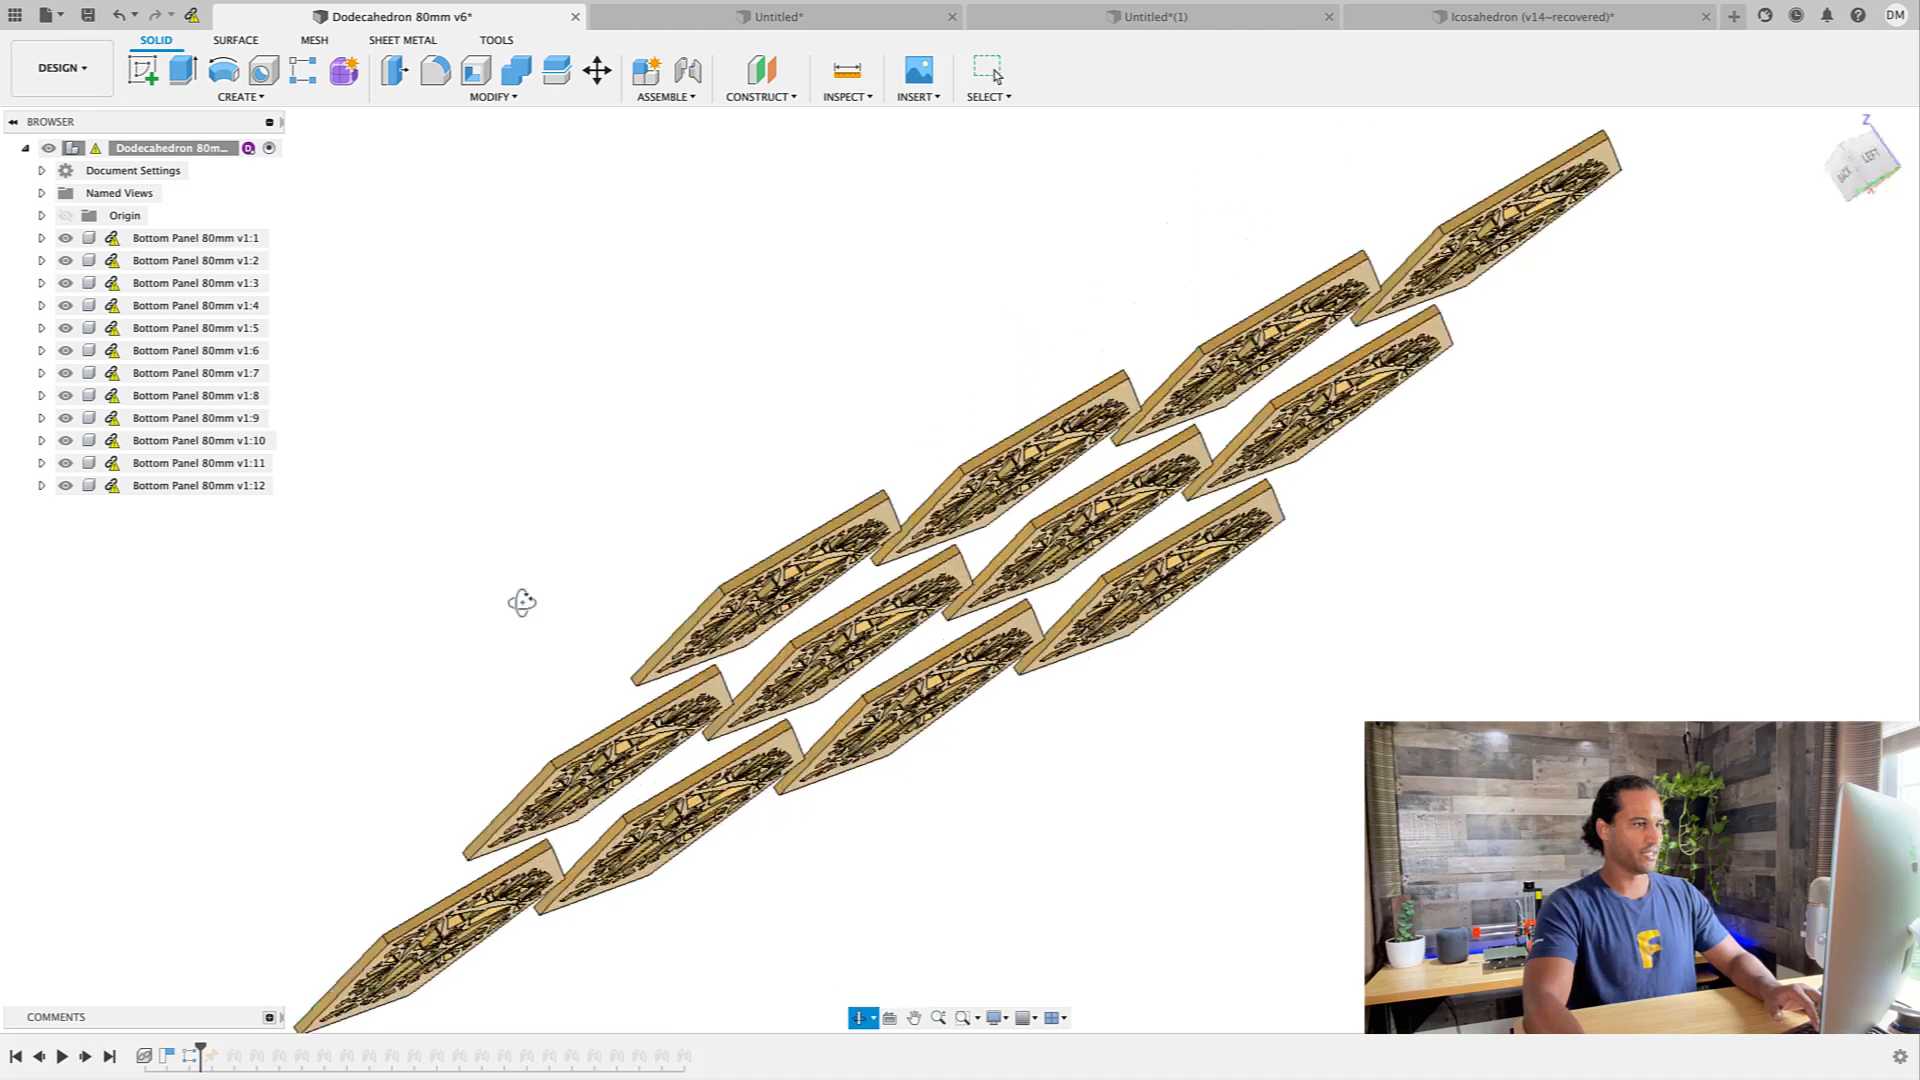 Dodecahedron 80mm v6*
Untitled*
Untitled*(1)
Icosahedron (v14~recovered)*
DM
DESIGN
SOLID
SURFACE
MESH
SHEET METAL
TOOLS
CREATE
MODIFY
ASSEMBLE
CONSTRUCT
INSPECT
INSERT
SELECT
BROWSER
Dodecahedron 80m...
D
Document Settings
Named Views
Origin
Bottom Panel 80mm v1:1
Bottom Panel 80mm v1:2
Bottom Panel 80mm v1:3
Bottom Panel 80mm v1:4
Bottom Panel 80mm v1:5
Bottom Panel 80mm v1:6
Bottom Panel 80mm v1:7
Bottom Panel 80mm v1:8
Bottom Panel 80mm v1:9
Bottom Panel 80mm v1:10
Bottom Panel 80mm v1:11
Bottom Panel 80mm v1:12
Z
BACK
LEFT
F
COMMENTS